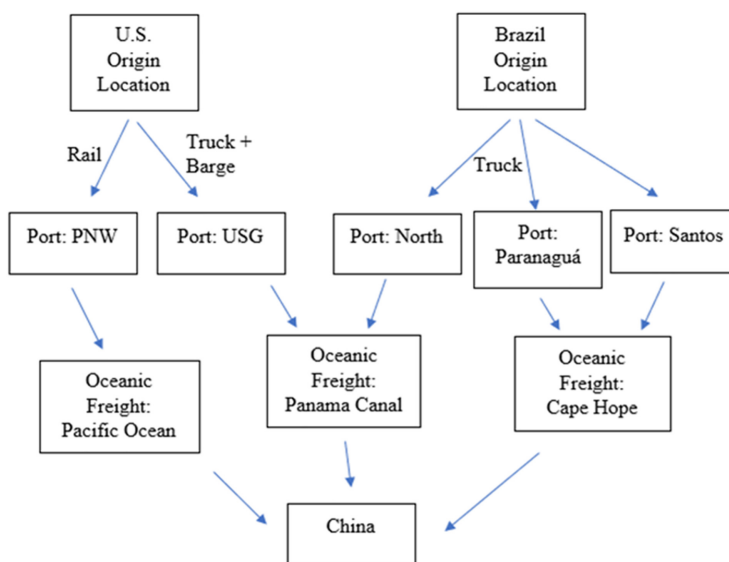 U.S.
Origin
Location
Brazil
Origin
Location
Rail
Truck +
Barge
Truck
Port: PNW
Port: USG
Port: North
Port:
Paranaguá
Port: Santos
Oceanic
Freight:
Pacific Ocean
Oceanic
Freight:
Panama Canal
Oceanic
Freight:
Cape Hope
China